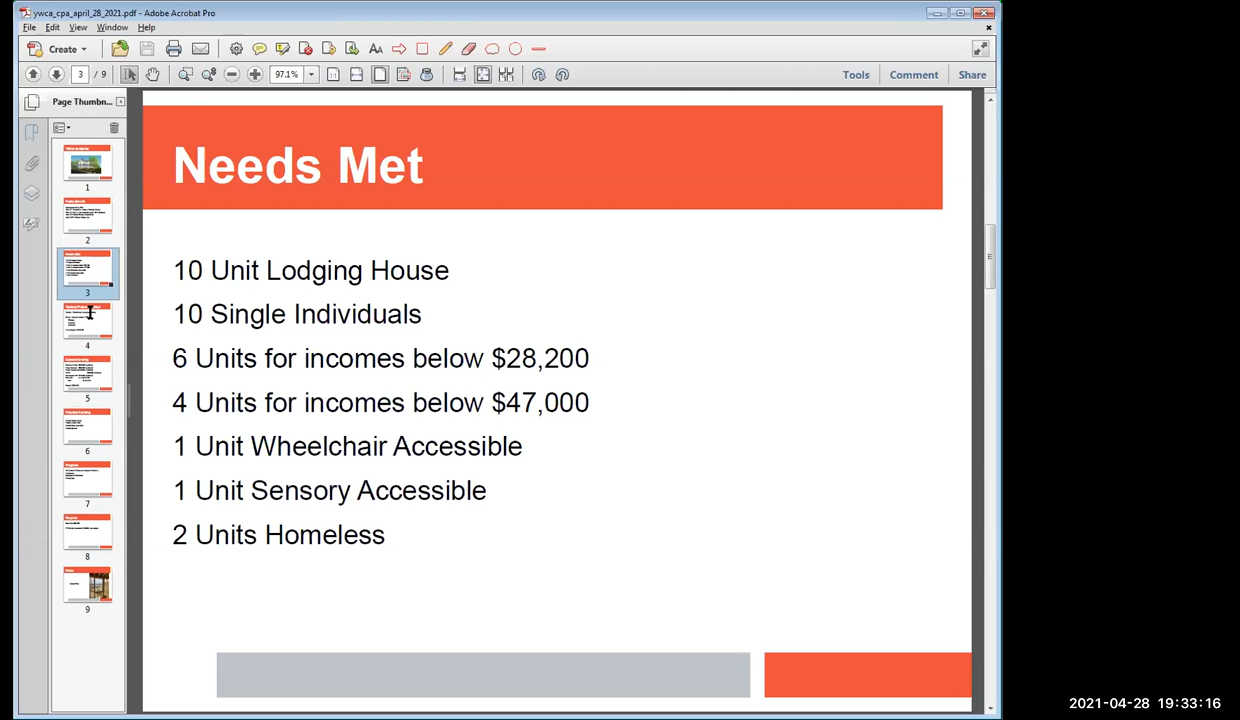 ywca_cpa_april_28_2021.pdf - Adobe Acrobat Pro
File Edit View Window Help
Create
3 / 9 97.1% Tools Comment Share
Page Thumbn...
1
2
3
4
5
6
7
8
9
Needs Met
10 Unit Lodging House
10 Single Individuals
6 Units for incomes below $28,200
4 Units for incomes below $47,000
1 Unit Wheelchair Accessible
1 Unit Sensory Accessible
2 Units Homeless
2021-04-28 19:33:16